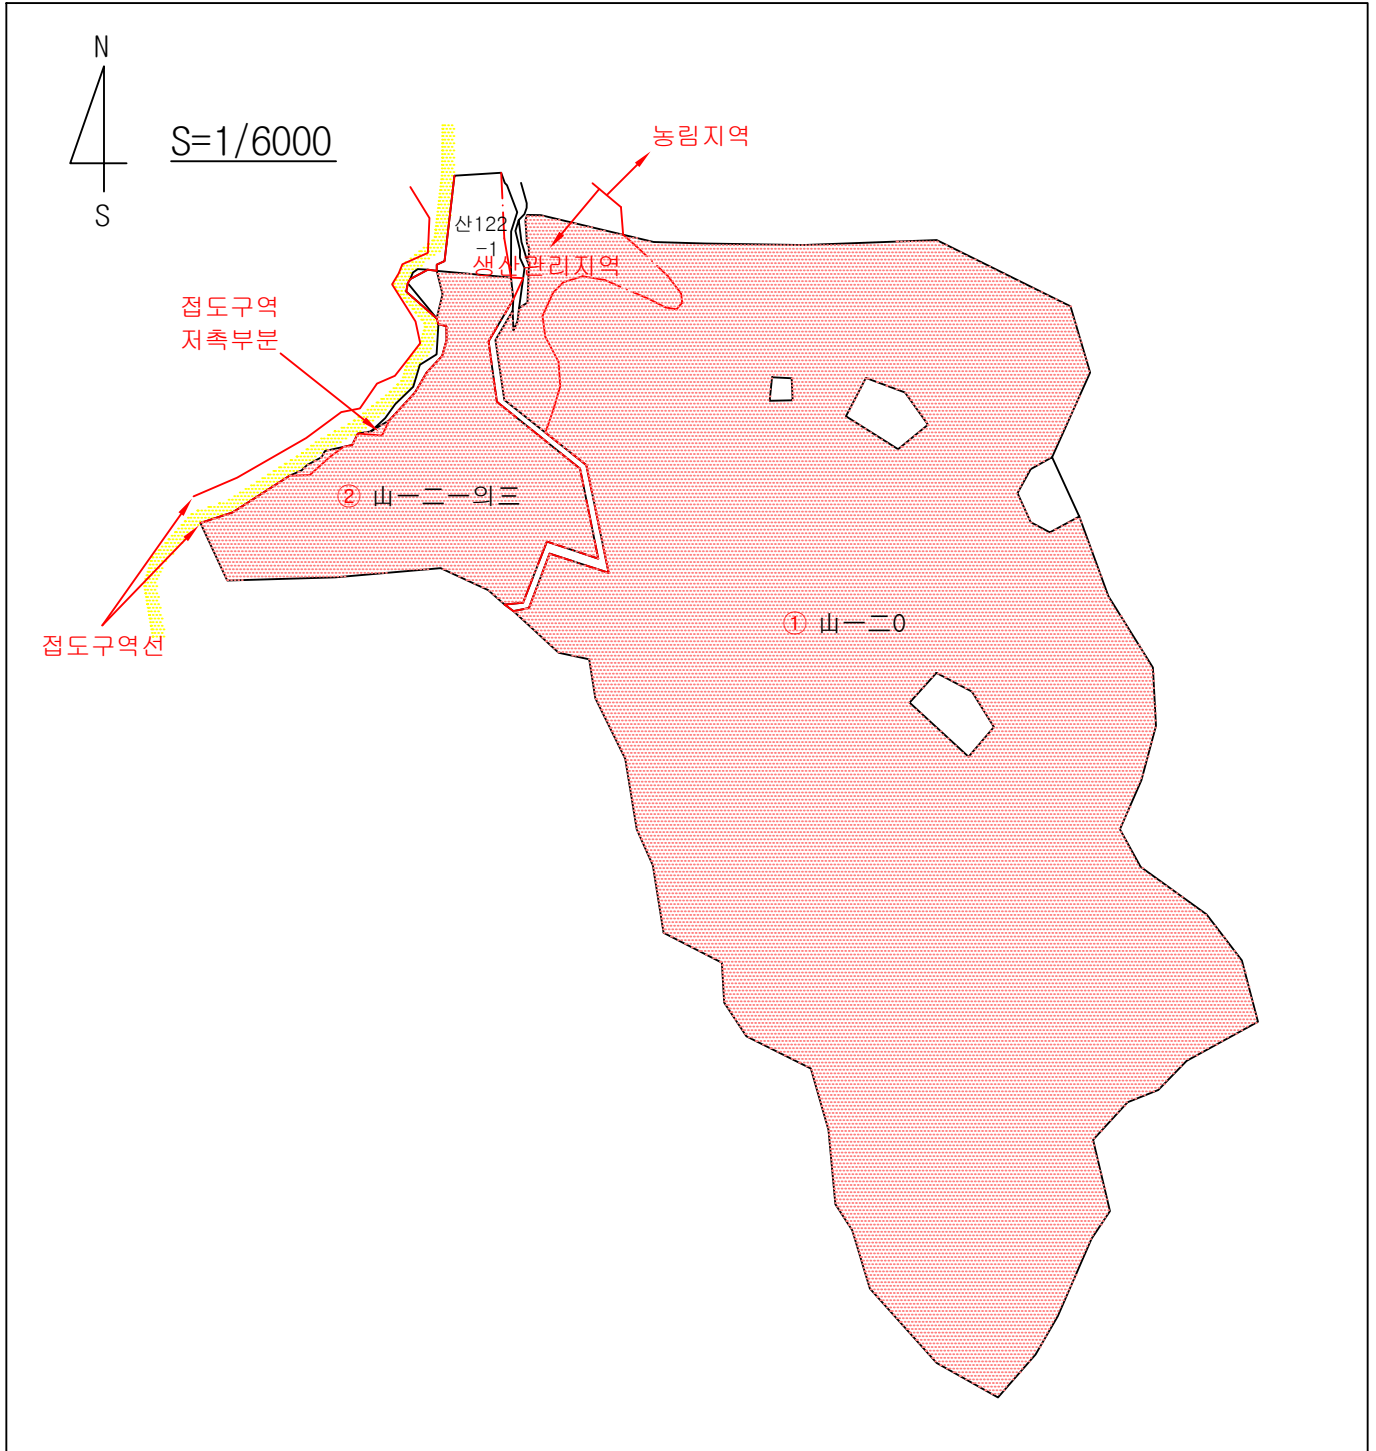 N
S
S=1/6000
농림지역
산122
-1
생산관리지역
접도구역
저촉부분
② 山一二一의三
① 山一二0
접도구역선